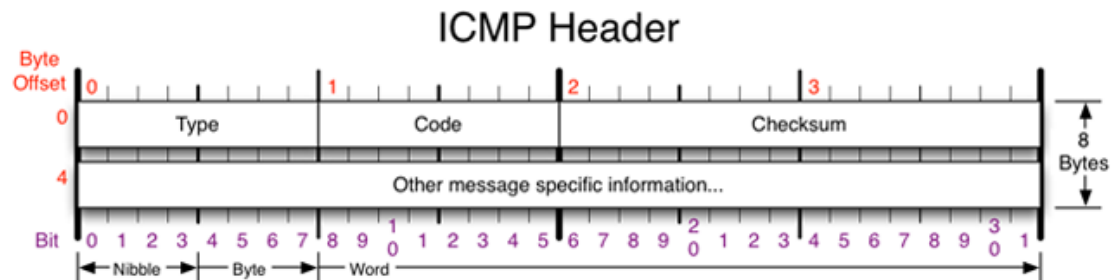 ICMP Header
Byte
Offset 0 1 2 3
0 Type Code Checksum
8
Bytes
4 Other message specific information...
Bit 0 1 2 3 4 5 6 7 8 9 10 1 2 3 4 5 6 7 8 9 20 1 2 3 4 5 6 7 8 9 30 1
Nibble Byte Word